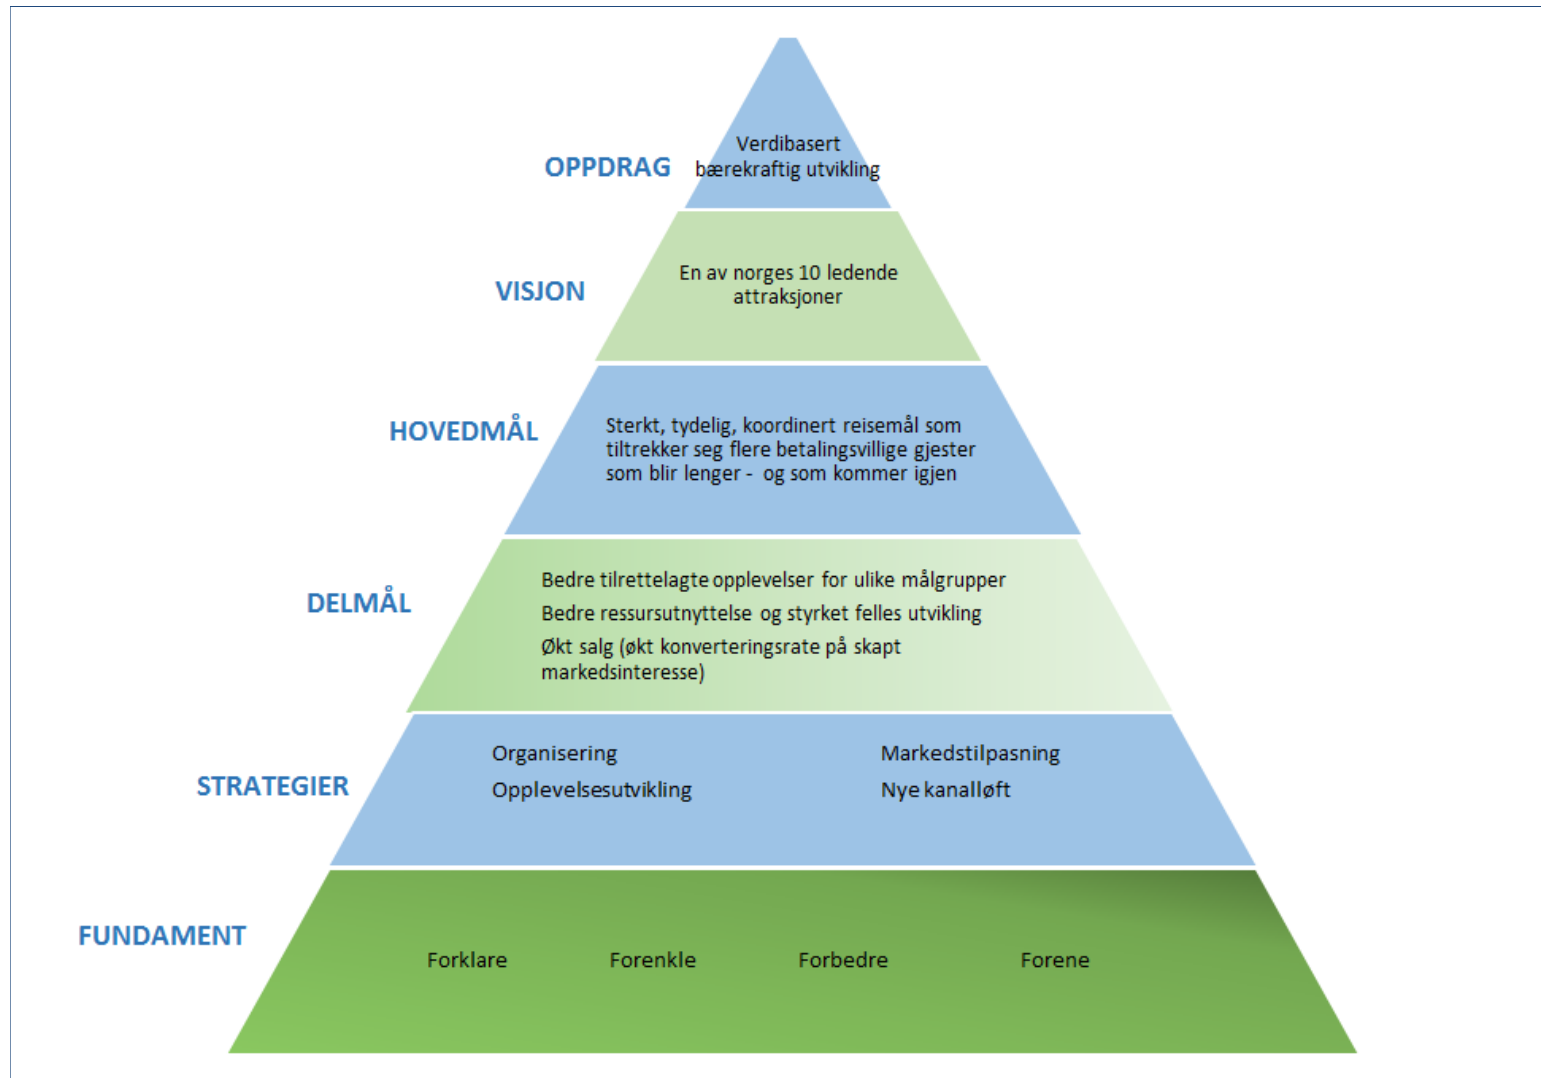 OPPDRAG
Verdibasert
bærekraftig utvikling
VISJON
En av norges 10 ledende
attraksjoner
HOVEDMÅL
Sterkt, tydelig, koordinert reisemål som
tiltrekker seg flere betalingsvillige gjester
som blir lenger - og som kommer igjen
DELMÅL
Bedre tilrettelagte opplevelser for ulike målgrupper
Bedre ressursutnyttelse og styrket felles utvikling
Økt salg (økt konverteringsrate på skapt
markedsinteresse)
STRATEGIER
Organisering Markedstilpasning
Opplevelsesutvikling Nye kanalløft
FUNDAMENT
Forklare Forenkle Forbedre Forene